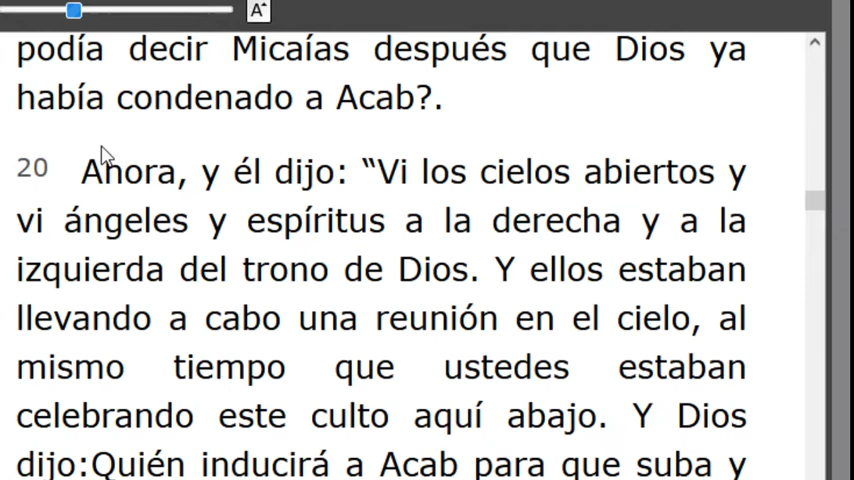 A
podía decir Micaías después que Dios ya
había condenado a Acab?.
20 Ahora, y él dijo: “Vi los cielos abiertos y
vi ángeles y espíritus a la derecha y a la
izquierda del trono de Dios. Y ellos estaban
llevando a cabo una reunión en el cielo, al
mismo tiempo que ustedes estaban
celebrando este culto aquí abajo. Y Dios
dijo:Quién inducirá a Acab para que suba y